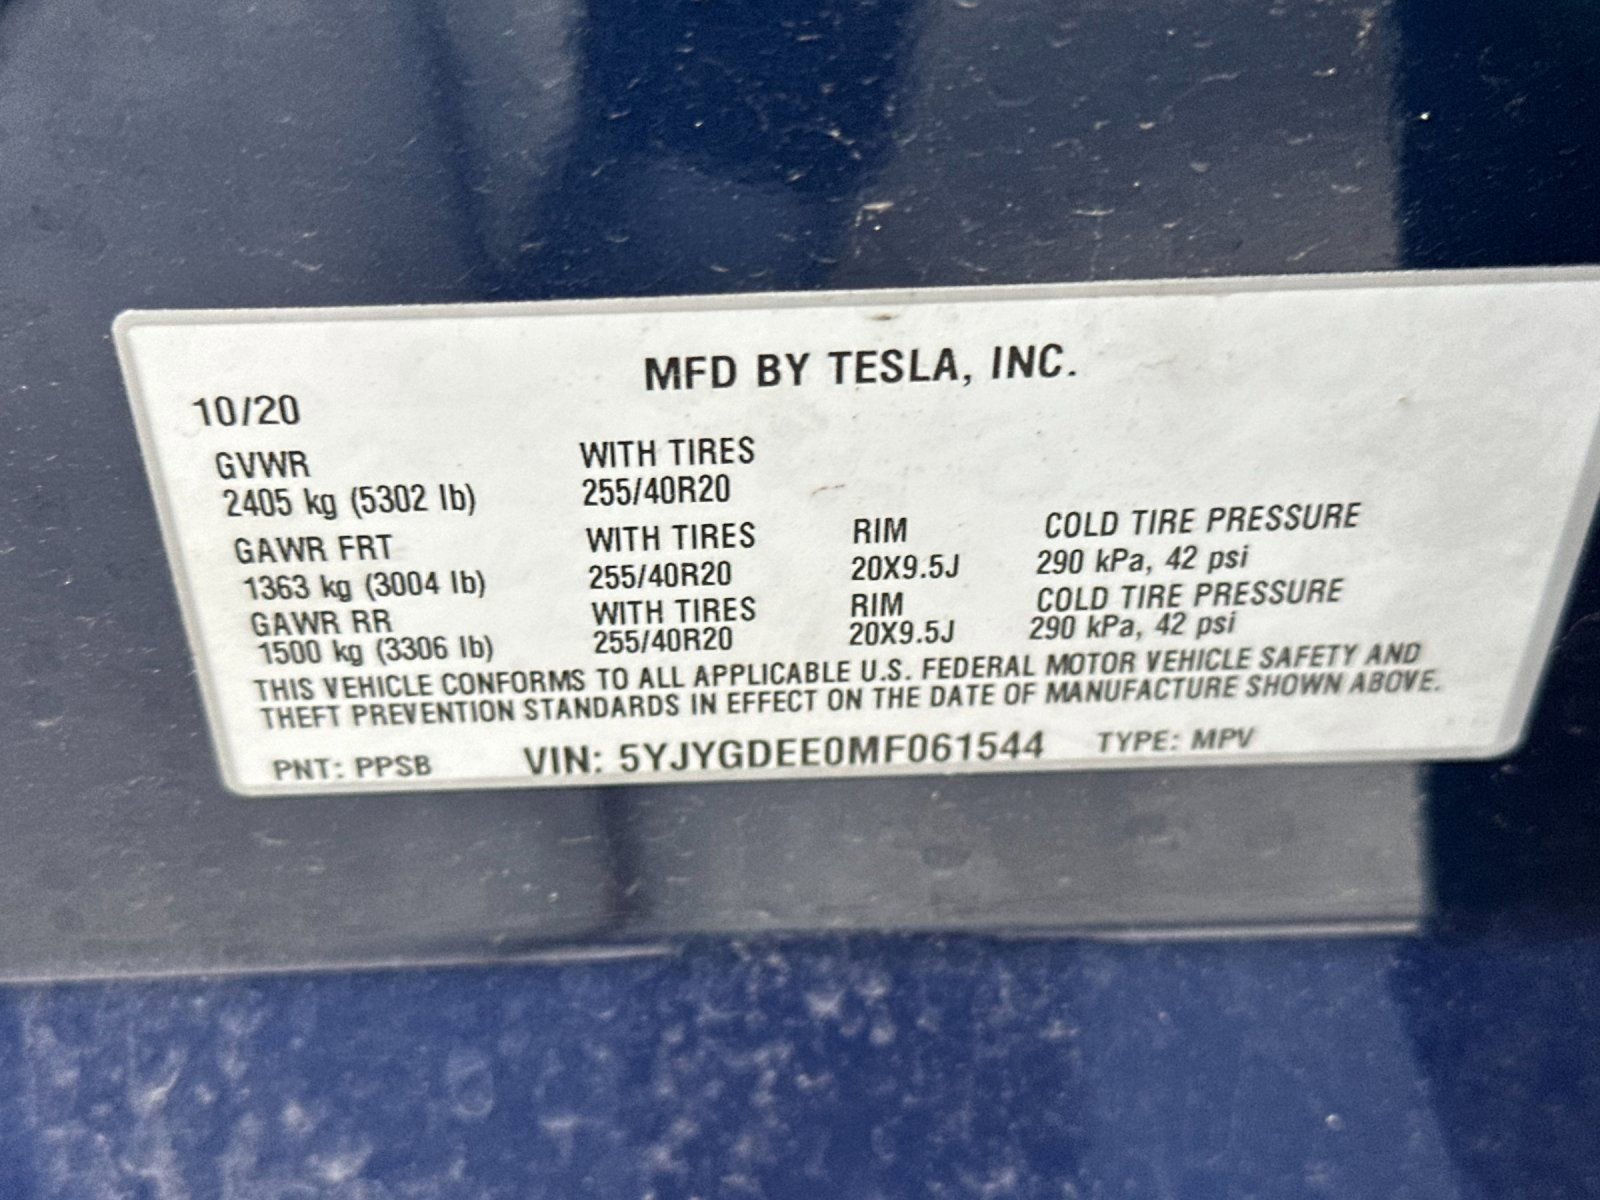 MFD BY TESLA, INC.
10/20
GVWR WITH TIRES
2405 kg (5302 lb) 255/40R20
GAWR FRT WITH TIRES RIM COLD TIRE PRESSURE
1363 kg (3004 lb) 255/40R20 20X9.5J 290 kPa, 42 psi
GAWR RR WITH TIRES RIM COLD TIRE PRESSURE
1500 kg (3306 lb) 255/40R20 20X9.5J 290 kPa, 42 psi
THIS VEHICLE CONFORMS TO ALL APPLICABLE U.S. FEDERAL MOTOR VEHICLE SAFETY AND
THEFT PREVENTION STANDARDS IN EFFECT ON THE DATE OF MANUFACTURE SHOWN ABOVE.
PNT: PPSB VIN: 5YJYGDEE0MF061544 TYPE: MPV